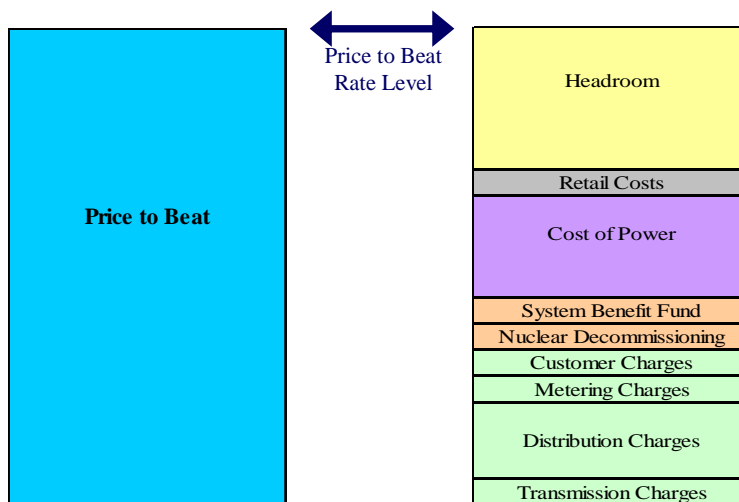 Price to Beat
Rate Level
Price to Beat
Headroom
Retail Costs
Cost of Power
System Benefit Fund
Nuclear Decommissioning
Customer Charges
Metering Charges
Distribution Charges
Transmission Charges